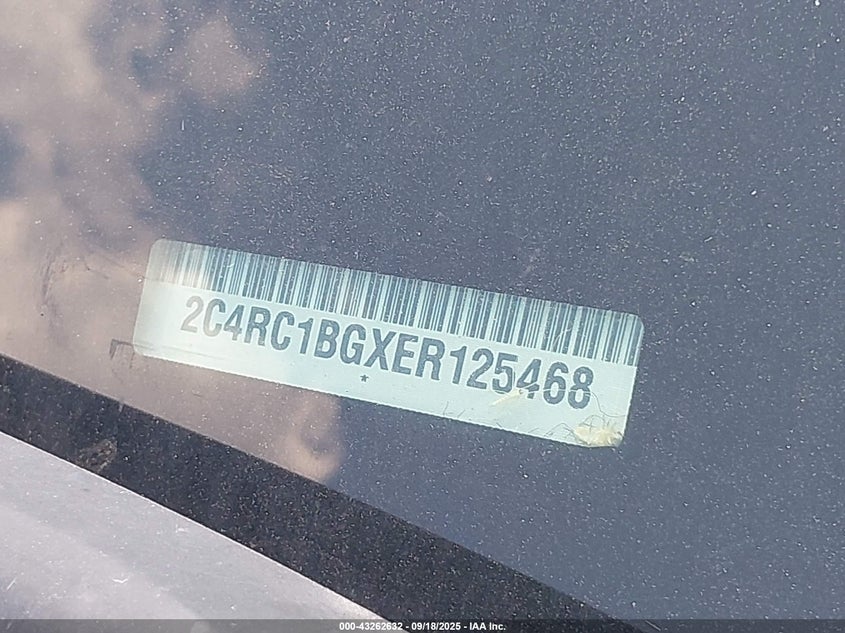 2C4RC1BGXER125468
*
000-43262632 - 09/18/2025 - IAA Inc.